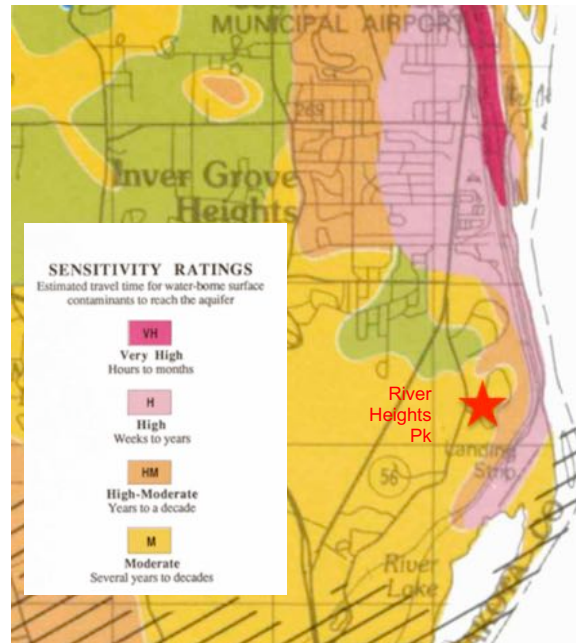 MUNICIPAL AIRPORT
269
Inver Grove
Heights
SENSITIVITY RATINGS
Estimated travel time for water-borne surface
contaminants to reach the aquifer
VH
Very High
Hours to months
H
High
Weeks to years
HM
High-Moderate
Years to a decade
M
Moderate
Several years to decades
River
Heights
Pk
Landing
Strip
56
River
Lake